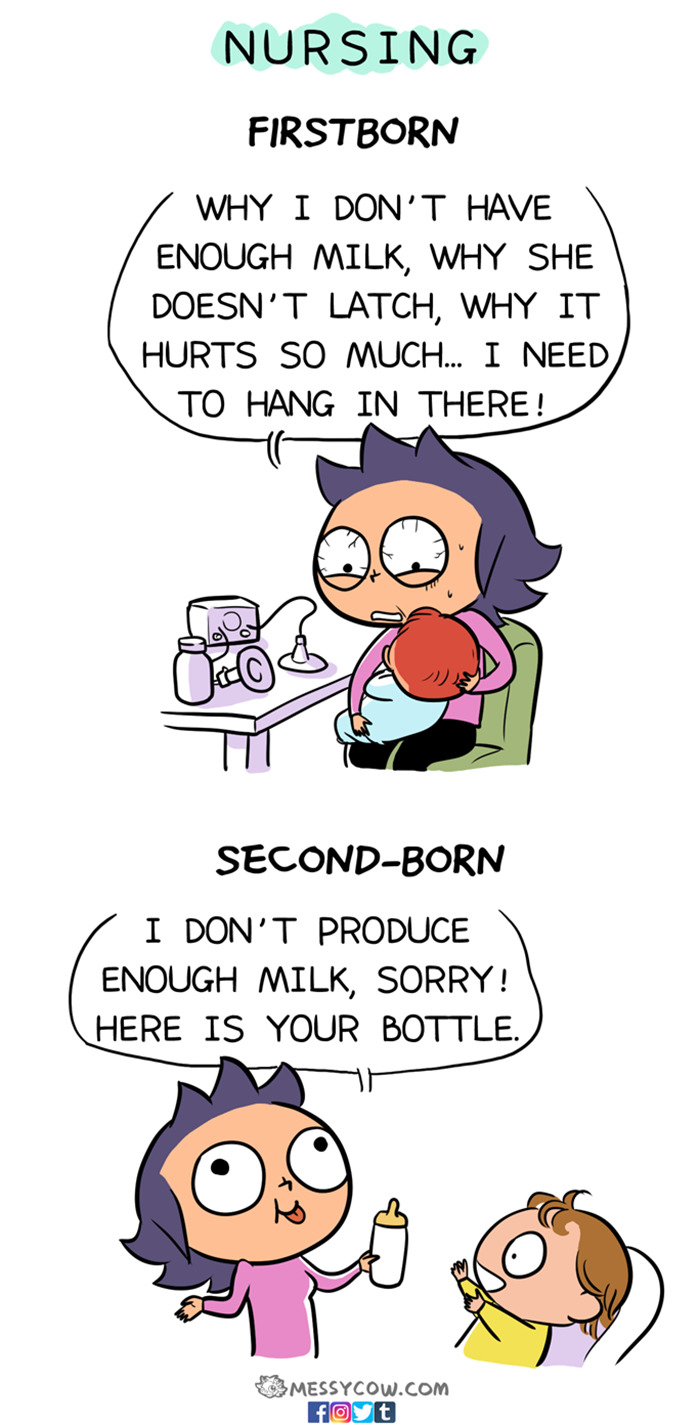 NURSING
FIRSTBORN
WHY I DON'T HAVE
ENOUGH MILK, WHY SHE
DOESN'T LATCH, WHY IT
HURTS SO MUCH... I NEED
TO HANG IN THERE!
SECOND-BORN
I DON'T PRODUCE
ENOUGH MILK, SORRY!
HERE IS YOUR BOTTLE.
MESSYCOW.COM